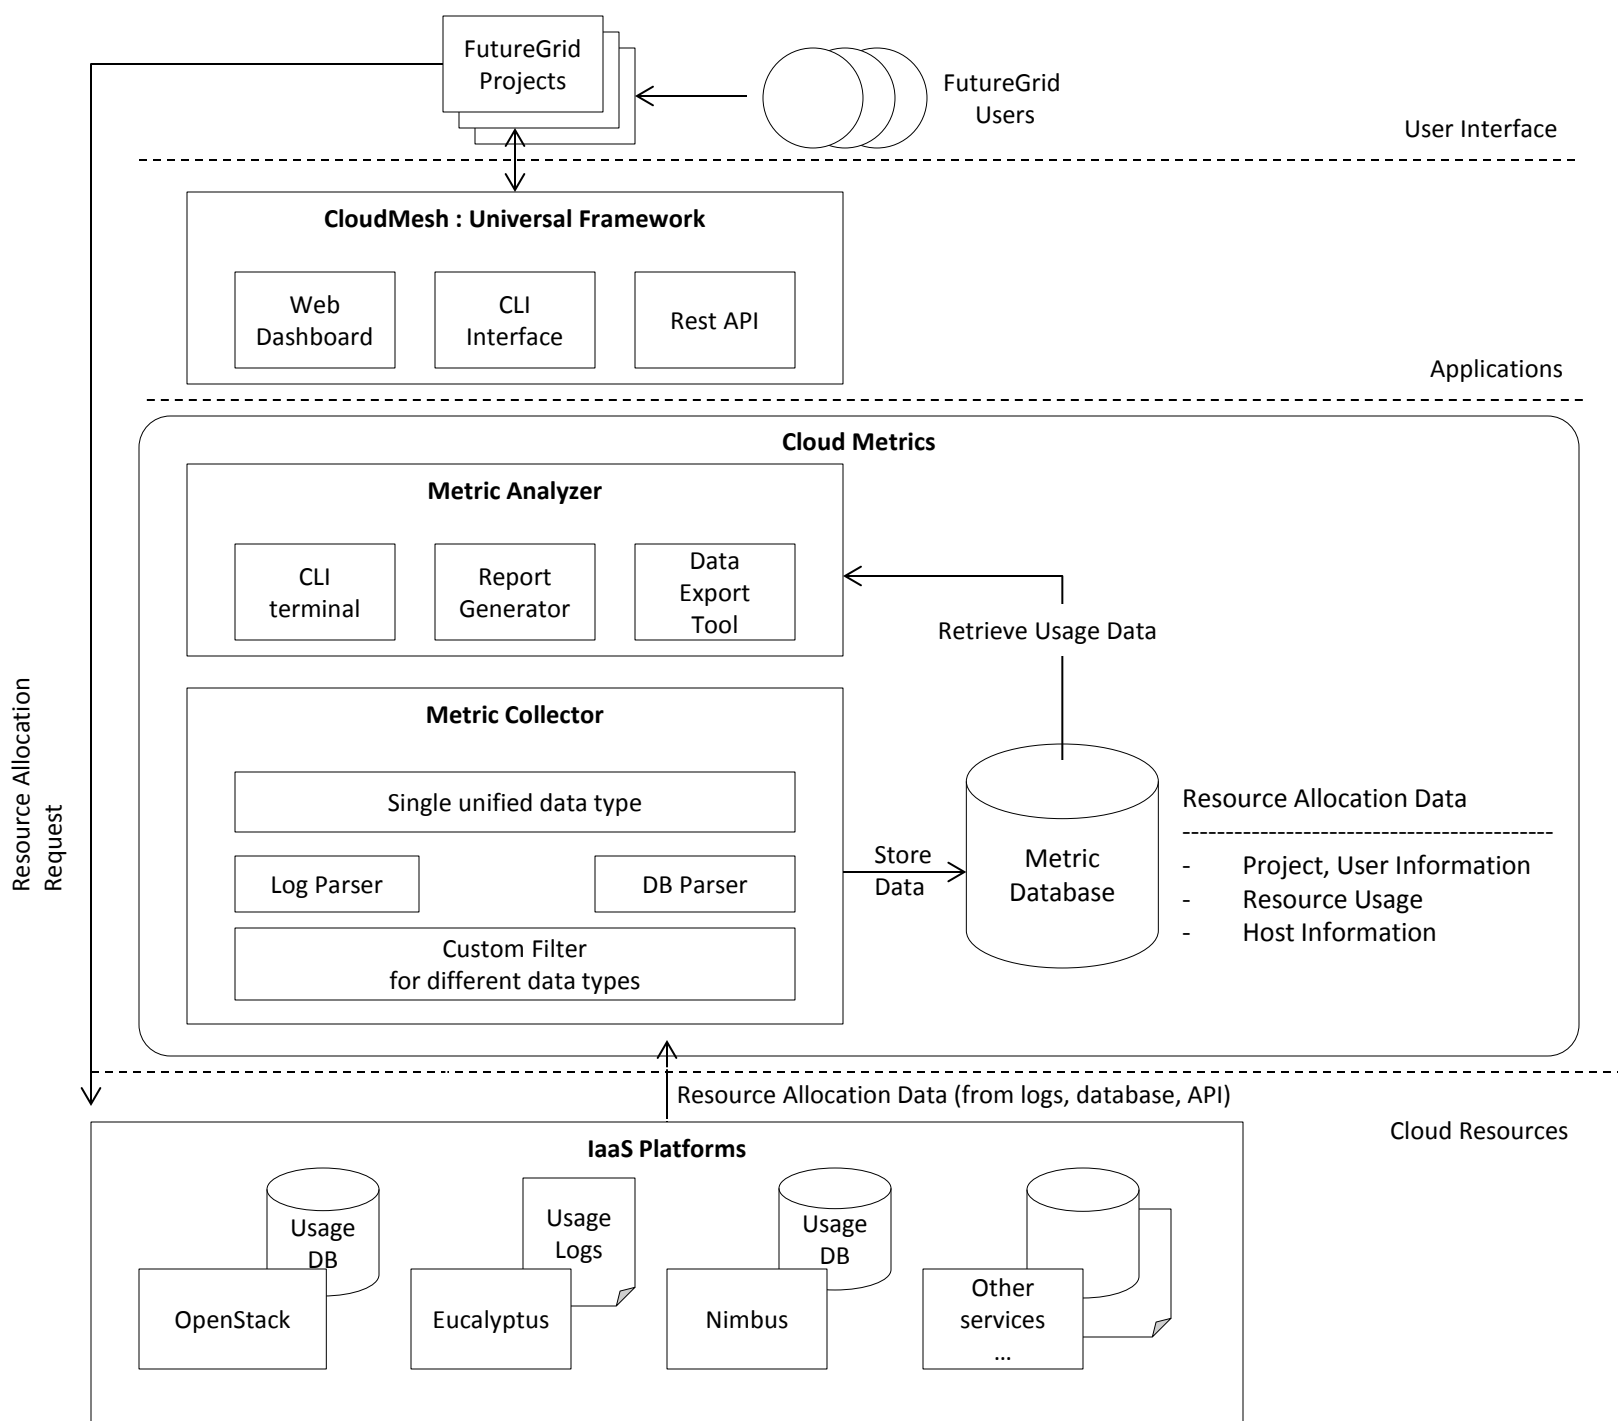 FutureGrid
Projects
FutureGrid
Users
User Interface
CloudMesh : Universal Framework
Web
Dashboard
CLI
Interface
Rest API
Applications
Cloud Metrics
Metric Analyzer
CLI
terminal
Report
Generator
Data
Export
Tool
Retrieve Usage Data
Resource Allocation
Request
Metric Collector
Single unified data type
Log Parser
DB Parser
Custom Filter
for different data types
Store
Data
Metric
Database
Resource Allocation Data
----------------------------------------------------
- Project, User Information
- Resource Usage
- Host Information
Resource Allocation Data (from logs, database, API)
Cloud Resources
IaaS Platforms
Usage
DB
OpenStack
Usage
Logs
Eucalyptus
Usage
DB
Nimbus
Other
services
...